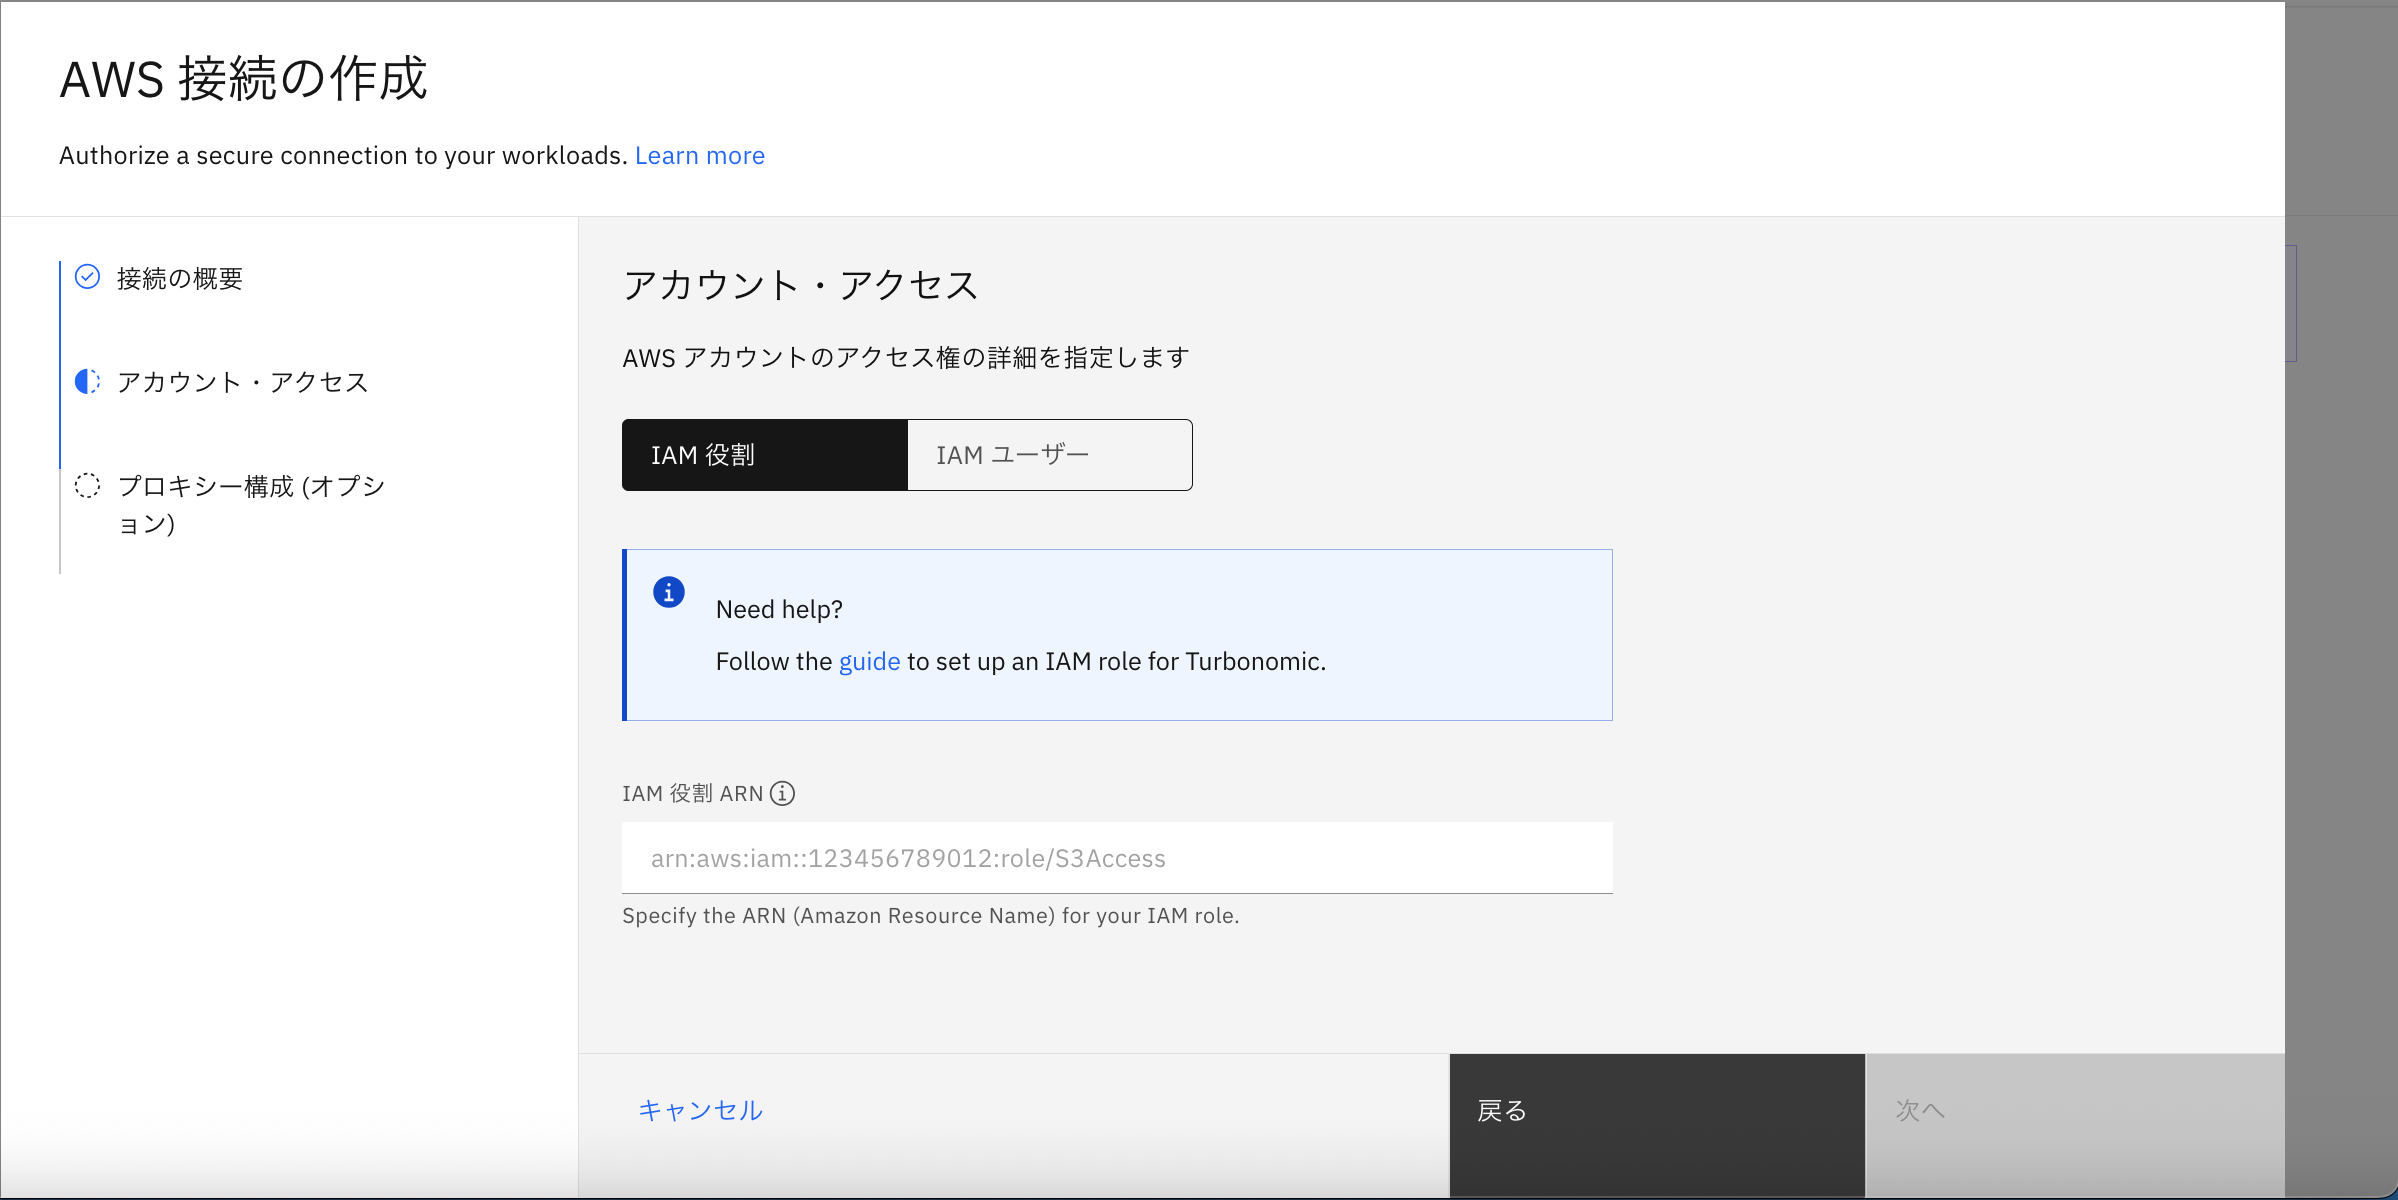 AWS 接続の作成
Authorize a secure connection to your workloads. Learn more
接続の概要
アカウント・アクセス
プロキシー構成 (オプシ
ョン)
アカウント・アクセス
AWS アカウントのアクセス権の詳細を指定します
IAM 役割
IAM ユーザー
Need help?
Follow the guide to set up an IAM role for Turbonomic.
IAM 役割 ARN
arn:aws:iam::123456789012:role/S3Access
Specify the ARN (Amazon Resource Name) for your IAM role.
キャンセル
戻る
次へ